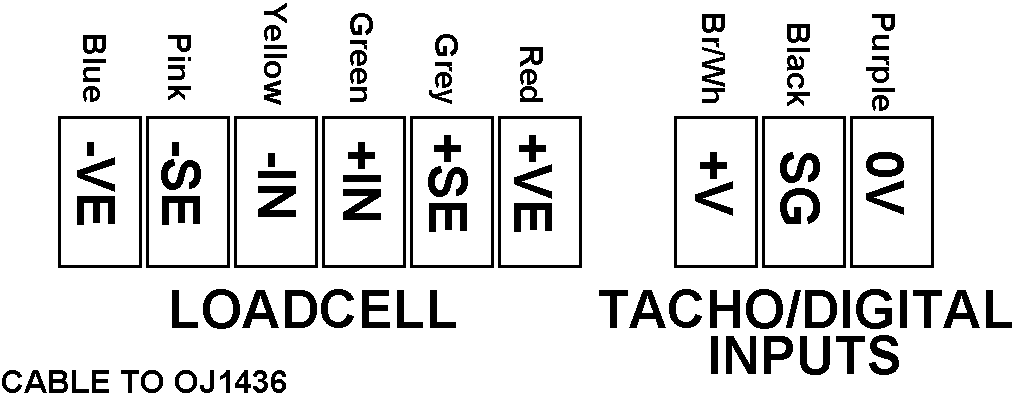 Blue Pink Yellow Green Grey Red Br/Wh Black Purple
-VE -SE -IN +IN +SE +VE +V SG 0V
LOADCELL TACHO/DIGITAL
INPUTS
CABLE TO OJ1436